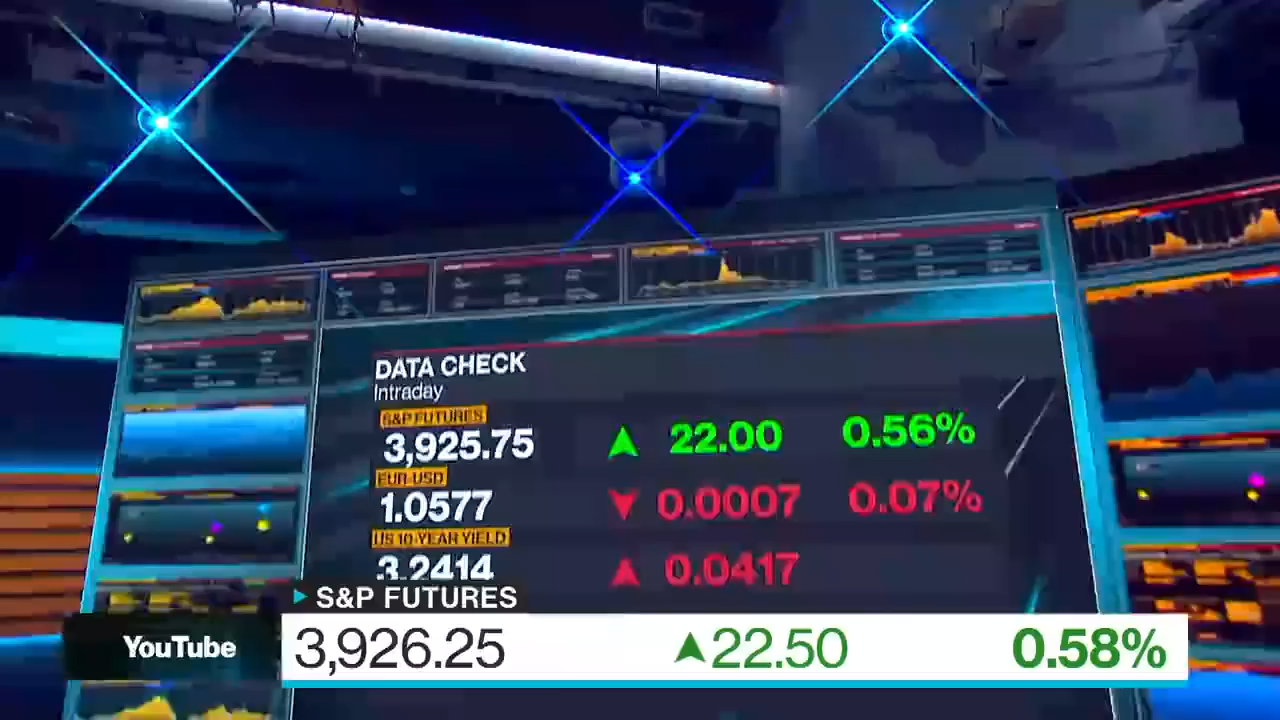 DATA CHECK
Intraday
S&P FUTURES
3,925.75 ▲ 22.00 0.56%
EUR-USD
1.0577 ▼ 0.0007 0.07%
US 10-YEAR YIELD
3.2414 ▲ 0.0417
S&P FUTURES
YouTube 3,926.25 ▲22.50 0.58%